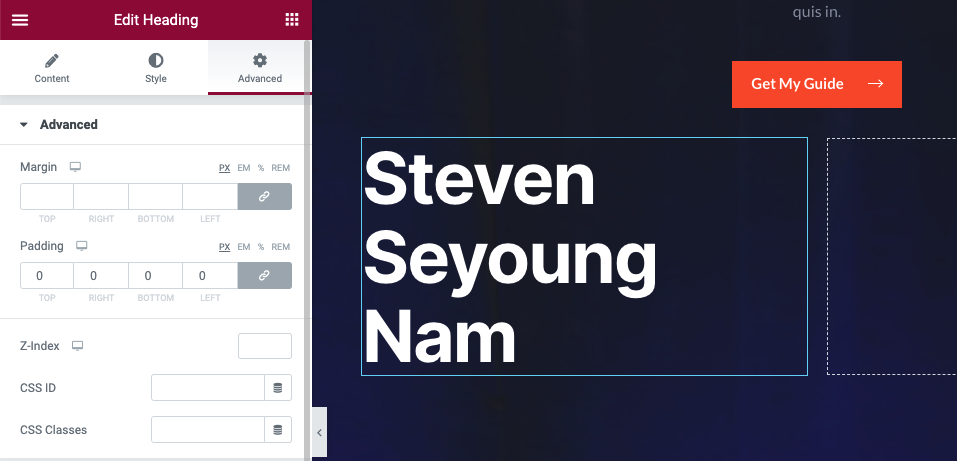 Edit Heading
Content Style Advanced
Advanced
Margin PX EM % REM
TOP RIGHT BOTTOM LEFT
Padding PX EM % REM
0 0 0 0
TOP RIGHT BOTTOM LEFT
Z-Index
CSS ID
CSS Classes
quis in.
Get My Guide →
Steven
Seyoung
Nam